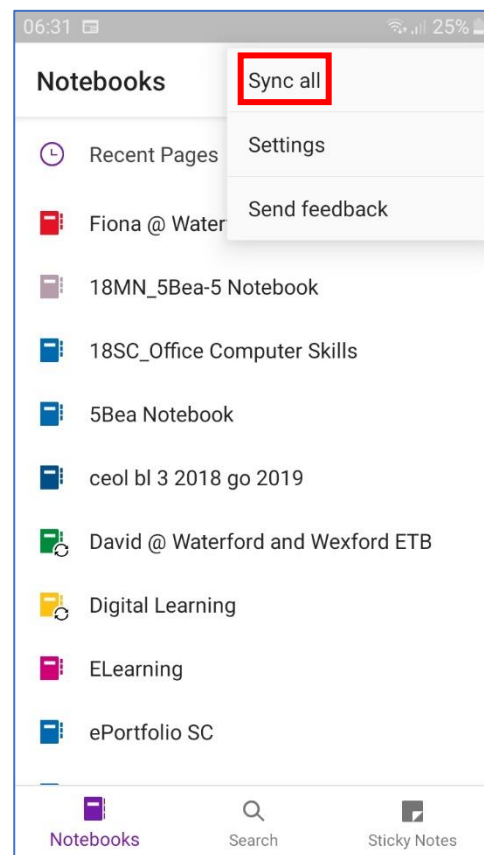 06:31 25%
Notebooks
Sync all
Settings
Send feedback
Recent Pages
Fiona @ Water
18MN_5Bea-5 Notebook
18SC_Office Computer Skills
5Bea Notebook
ceol bl 3 2018 go 2019
David @ Waterford and Wexford ETB
Digital Learning
ELearning
ePortfolio SC
Notebooks Search Sticky Notes